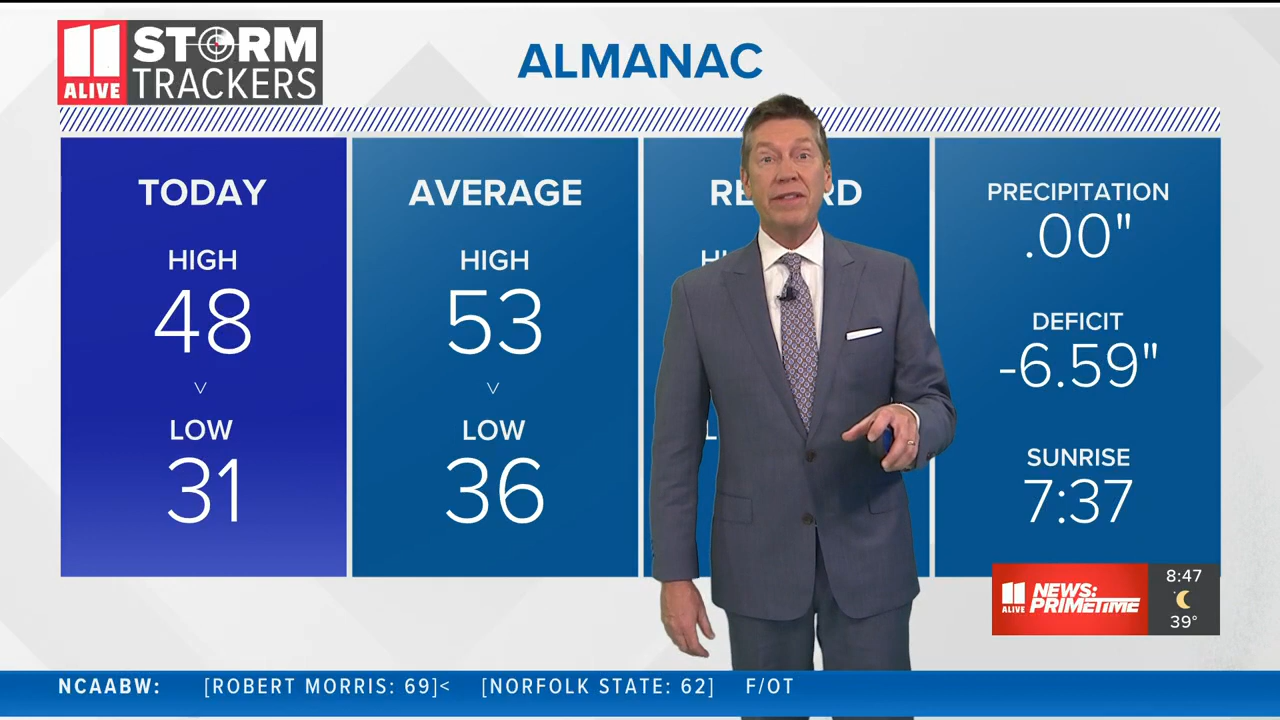 11
ALIVE
STORM
TRACKERS
ALMANAC
TODAY
HIGH
48
LOW
31
AVERAGE
HIGH
53
LOW
36
PRECIPITATION
.00"
DEFICIT
-6.59"
SUNRISE
7:37
11
ALIVE
NEWS:
PRIMETIME
8:47
39°
NCAABW: [ROBERT MORRIS: 69]< [NORFOLK STATE: 62] F/OT